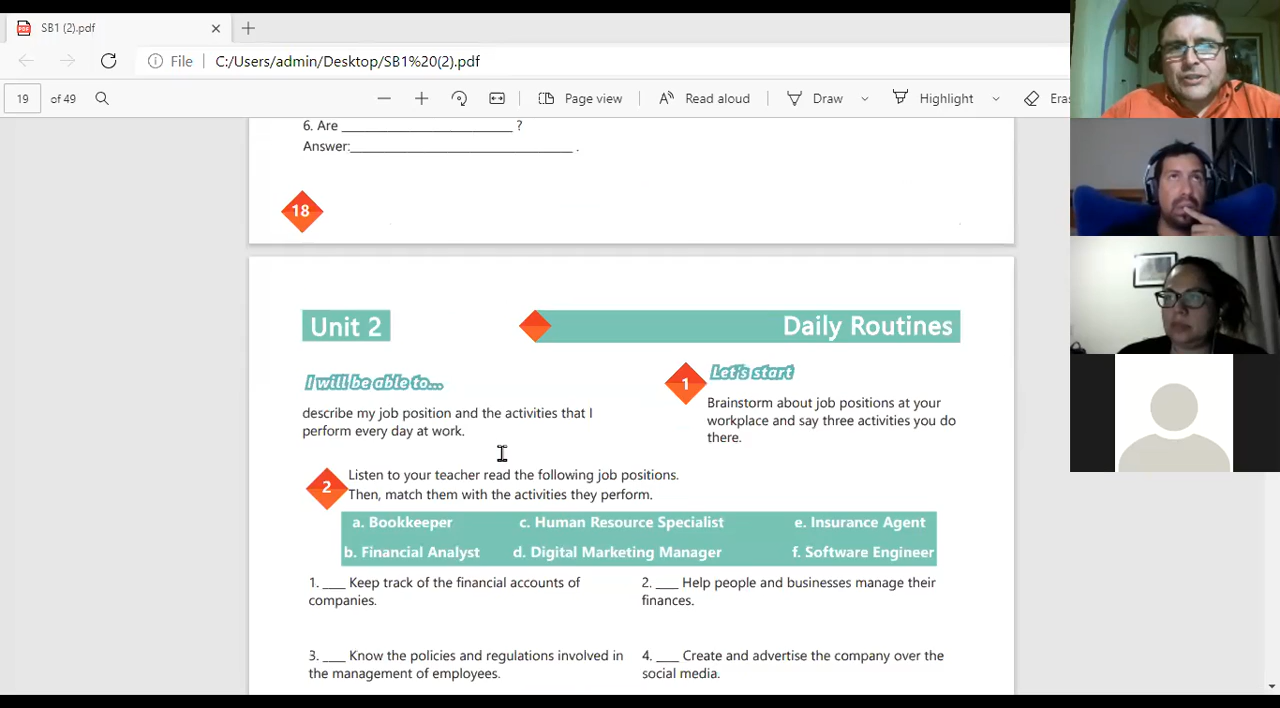 SB1 (2).pdf
File
C:/Users/admin/Desktop/SB1%20(2).pdf
19 of 49
Page view
Read aloud
Draw
Highlight
Eras
6. Are ________________________ ?
Answer:________________________________ .
18
Unit 2
Daily Routines
I will be able to...
describe my job position and the activities that I
perform every day at work.
1
Let's start
Brainstorm about job positions at your
workplace and say three activities you do
there.
2
Listen to your teacher read the following job positions.
Then, match them with the activities they perform.
a. Bookkeeper c. Human Resource Specialist e. Insurance Agent
b. Financial Analyst d. Digital Marketing Manager f. Software Engineer
1. ___ Keep track of the financial accounts of
companies.
2. ___ Help people and businesses manage their
finances.
3. ___ Know the policies and regulations involved in
the management of employees.
4. ___ Create and advertise the company over the
social media.